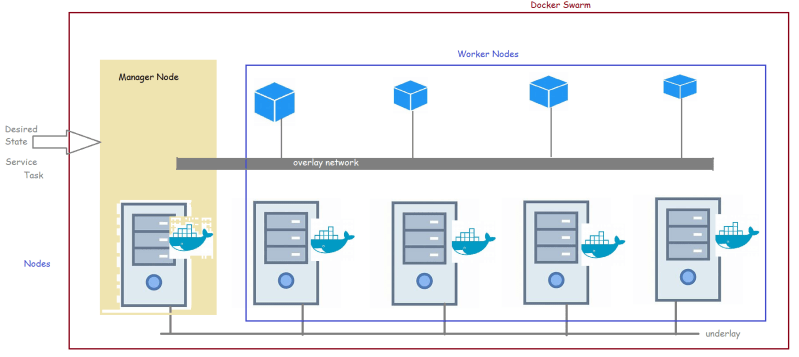 Docker Swarm
Worker Nodes
Manager Node
Desired
State
Service
Task
overlay network
Nodes
underlay